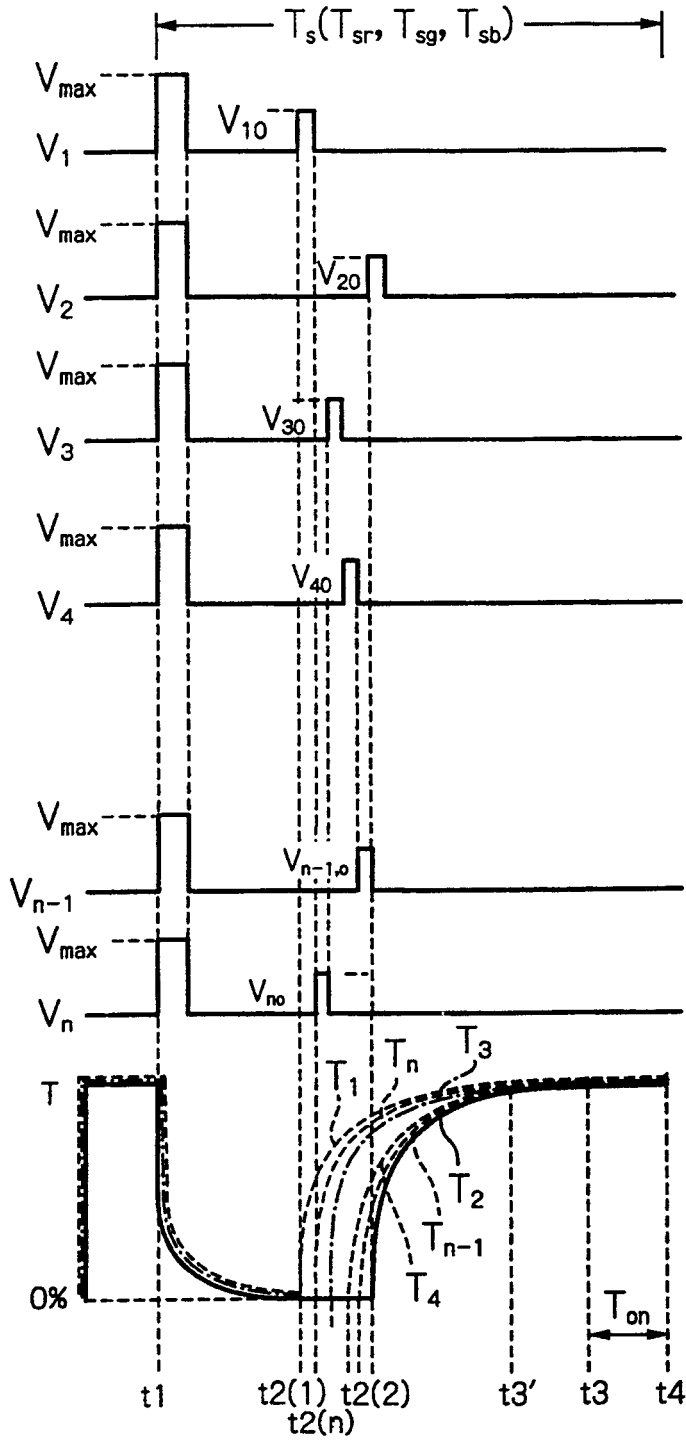 Ts(Tsr, Tsg, Tsb)
Vmax
V10
V1
Vmax
V20
V2
Vmax
V30
V3
Vmax
V40
V4
Vmax
Vn-1,o
Vn-1
Vmax
Vno
Vn
T
T1
Tn
T3
T2
Tn-1
T4
0%
Ton
t1
t2(1)
t2(2)
t3'
t3
t4
t2(n)